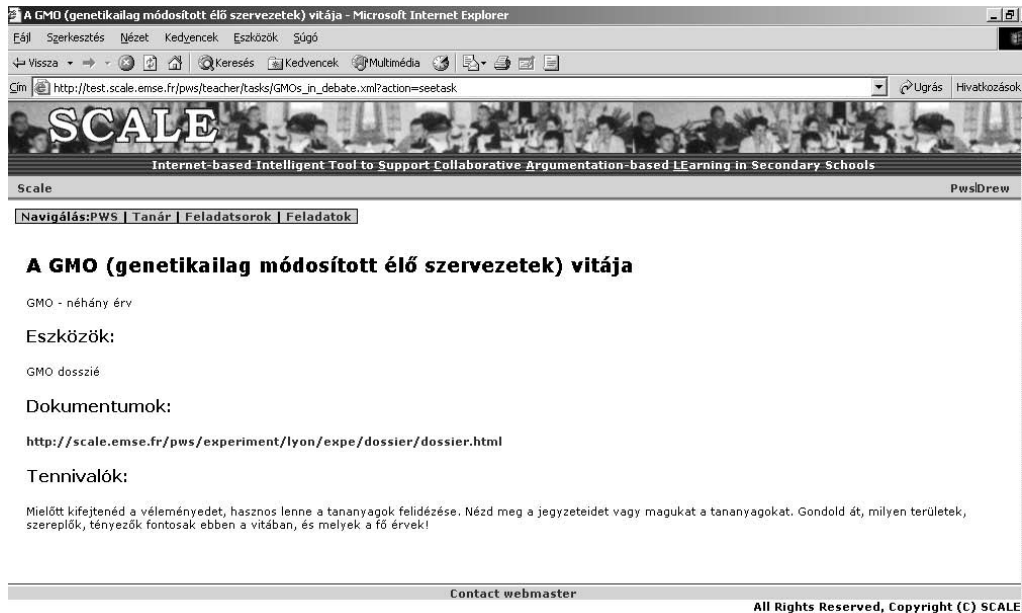 A GMO (genetikailag módosított élő szervezetek) vitája - Microsoft Internet Explorer
Fájl Szerkesztés Nézet Kedvencek Eszközök Súgó
Vissza Keresés Kedvencek Multimédia
Cím http://test.scale.emse.fr/pws/teacher/tasks/GMOs_in_debate.xml?action=seetask Ugrás Hivatkozások
SCALE
Internet-based Intelligent Tool to Support Collaborative Argumentation-based LEarning in Secondary Schools
Scale Pws|Drew
Navigálás:PWS | Tanár | Feladatsorok | Feladatok
A GMO (genetikailag módosított élő szervezetek) vitája
GMO - néhány érv
Eszközök:
GMO dosszié
Dokumentumok:
http://scale.emse.fr/pws/experiment/lyon/expe/dossier/dossier.html
Tennivalók:
Mielőtt kifejtenéd a véleményedet, hasznos lenne a tananyagok felidézése. Nézd meg a jegyzeteidet vagy magukat a tananyagokat. Gondold át, milyen területek,
szereplők, tényezők fontosak ebben a vitában, és melyek a fő érvek!
Contact webmaster
All Rights Reserved, Copyright (C) SCALE